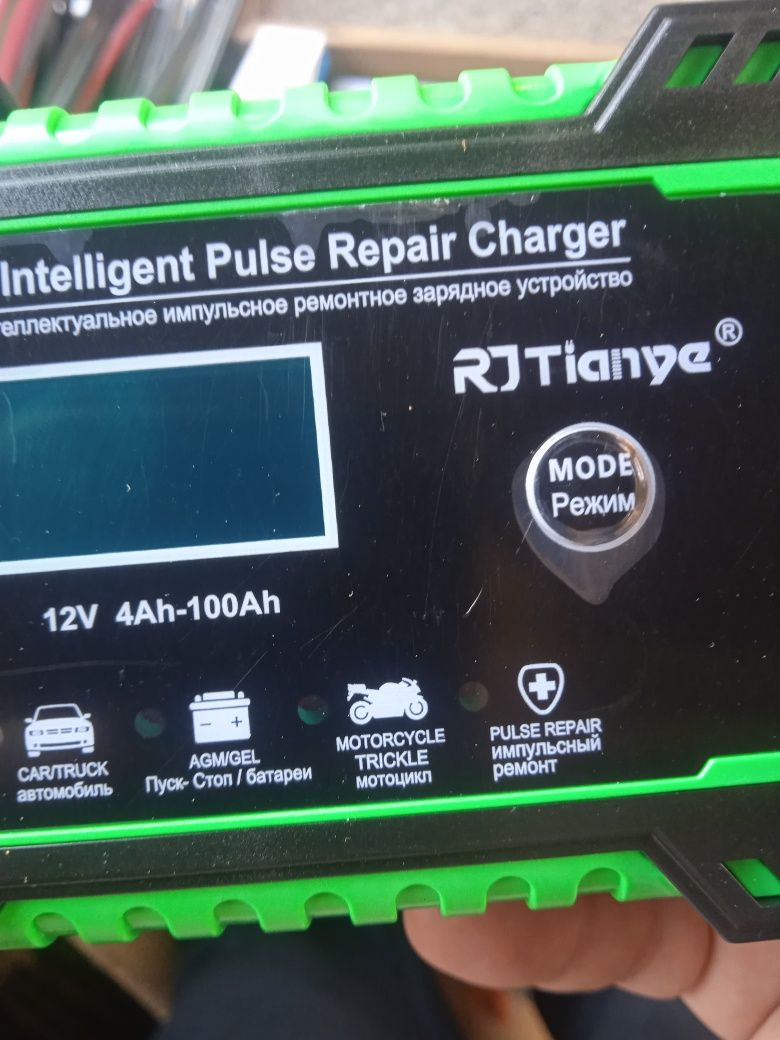 Intelligent Pulse Repair Charger
теллектуальное импульсное ремонтное зарядное устройство
RJTianye®
MODE
Режим
12V 4Ah-100Ah
CAR/TRUCK
автомобиль
AGM/GEL
Пуск- Стоп / батареи
MOTORCYCLE
TRICKLE
мотоцикл
PULSE REPAIR
импульсный
ремонт